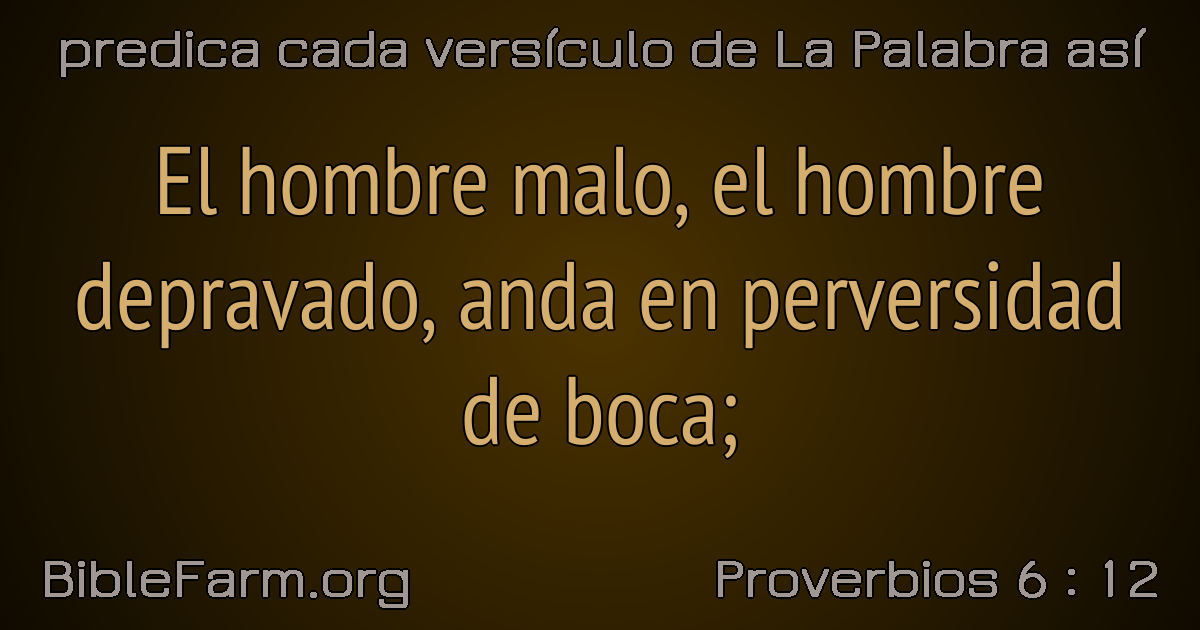 predica cada versículo de La Palabra así
El hombre malo, el hombre
depravado, anda en perversidad
de boca;
BibleFarm.org
Proverbios 6 : 12